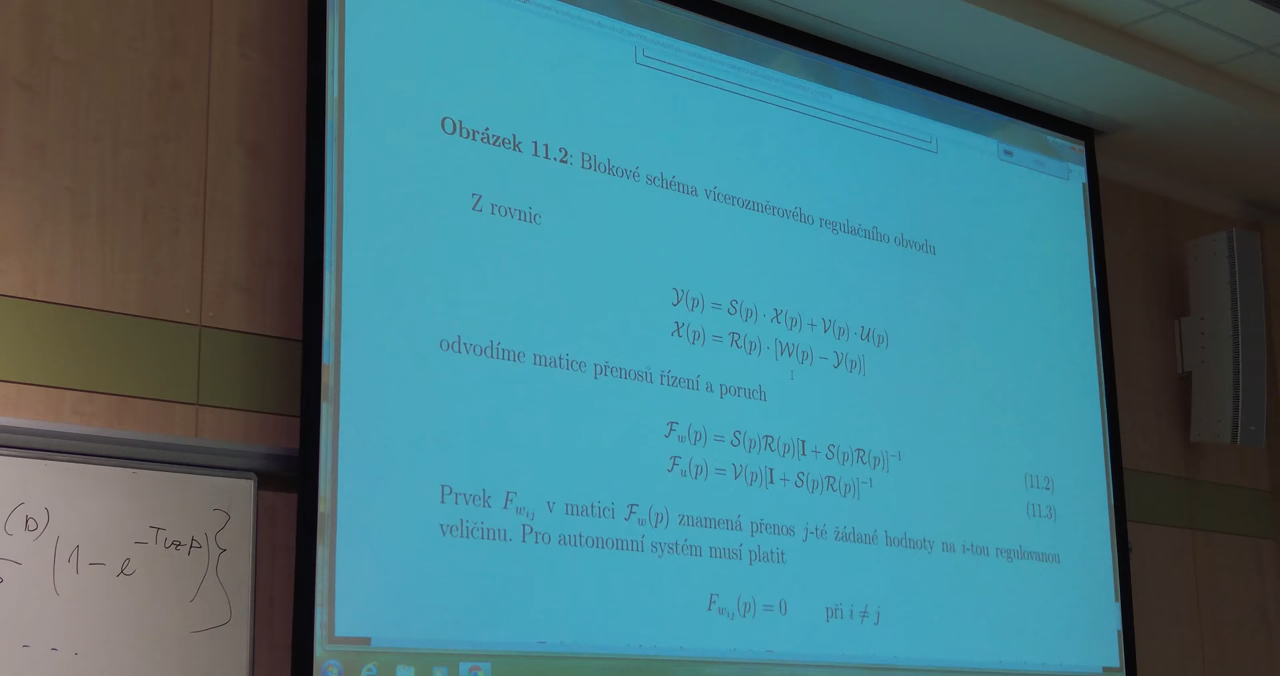 Obrázek 11.2: Blokové schéma vícerozměrového regulačního obvodu
Z rovnic
𝒴(p) = 𝒮(p) · 𝒳(p) + 𝒱(p) · 𝒰(p)
𝒳(p) = ℛ(p) · [𝒲(p) − 𝒴(p)]
odvodíme matice přenosů řízení a poruch
ℱ_w(p) = 𝒮(p)ℛ(p)[I + 𝒮(p)ℛ(p)]⁻¹ (11.2)
ℱ_u(p) = 𝒱(p)[I + 𝒮(p)ℛ(p)]⁻¹ (11.3)
Prvek F_{w_{ij}} v matici ℱ_w(p) znamená přenos j-té žádané hodnoty na i-tou regulovanou
veličinu. Pro autonomní systém musí platit
F_{w_{ij}}(p) = 0 při i ≠ j
(1 − e^{−Tvzp})}